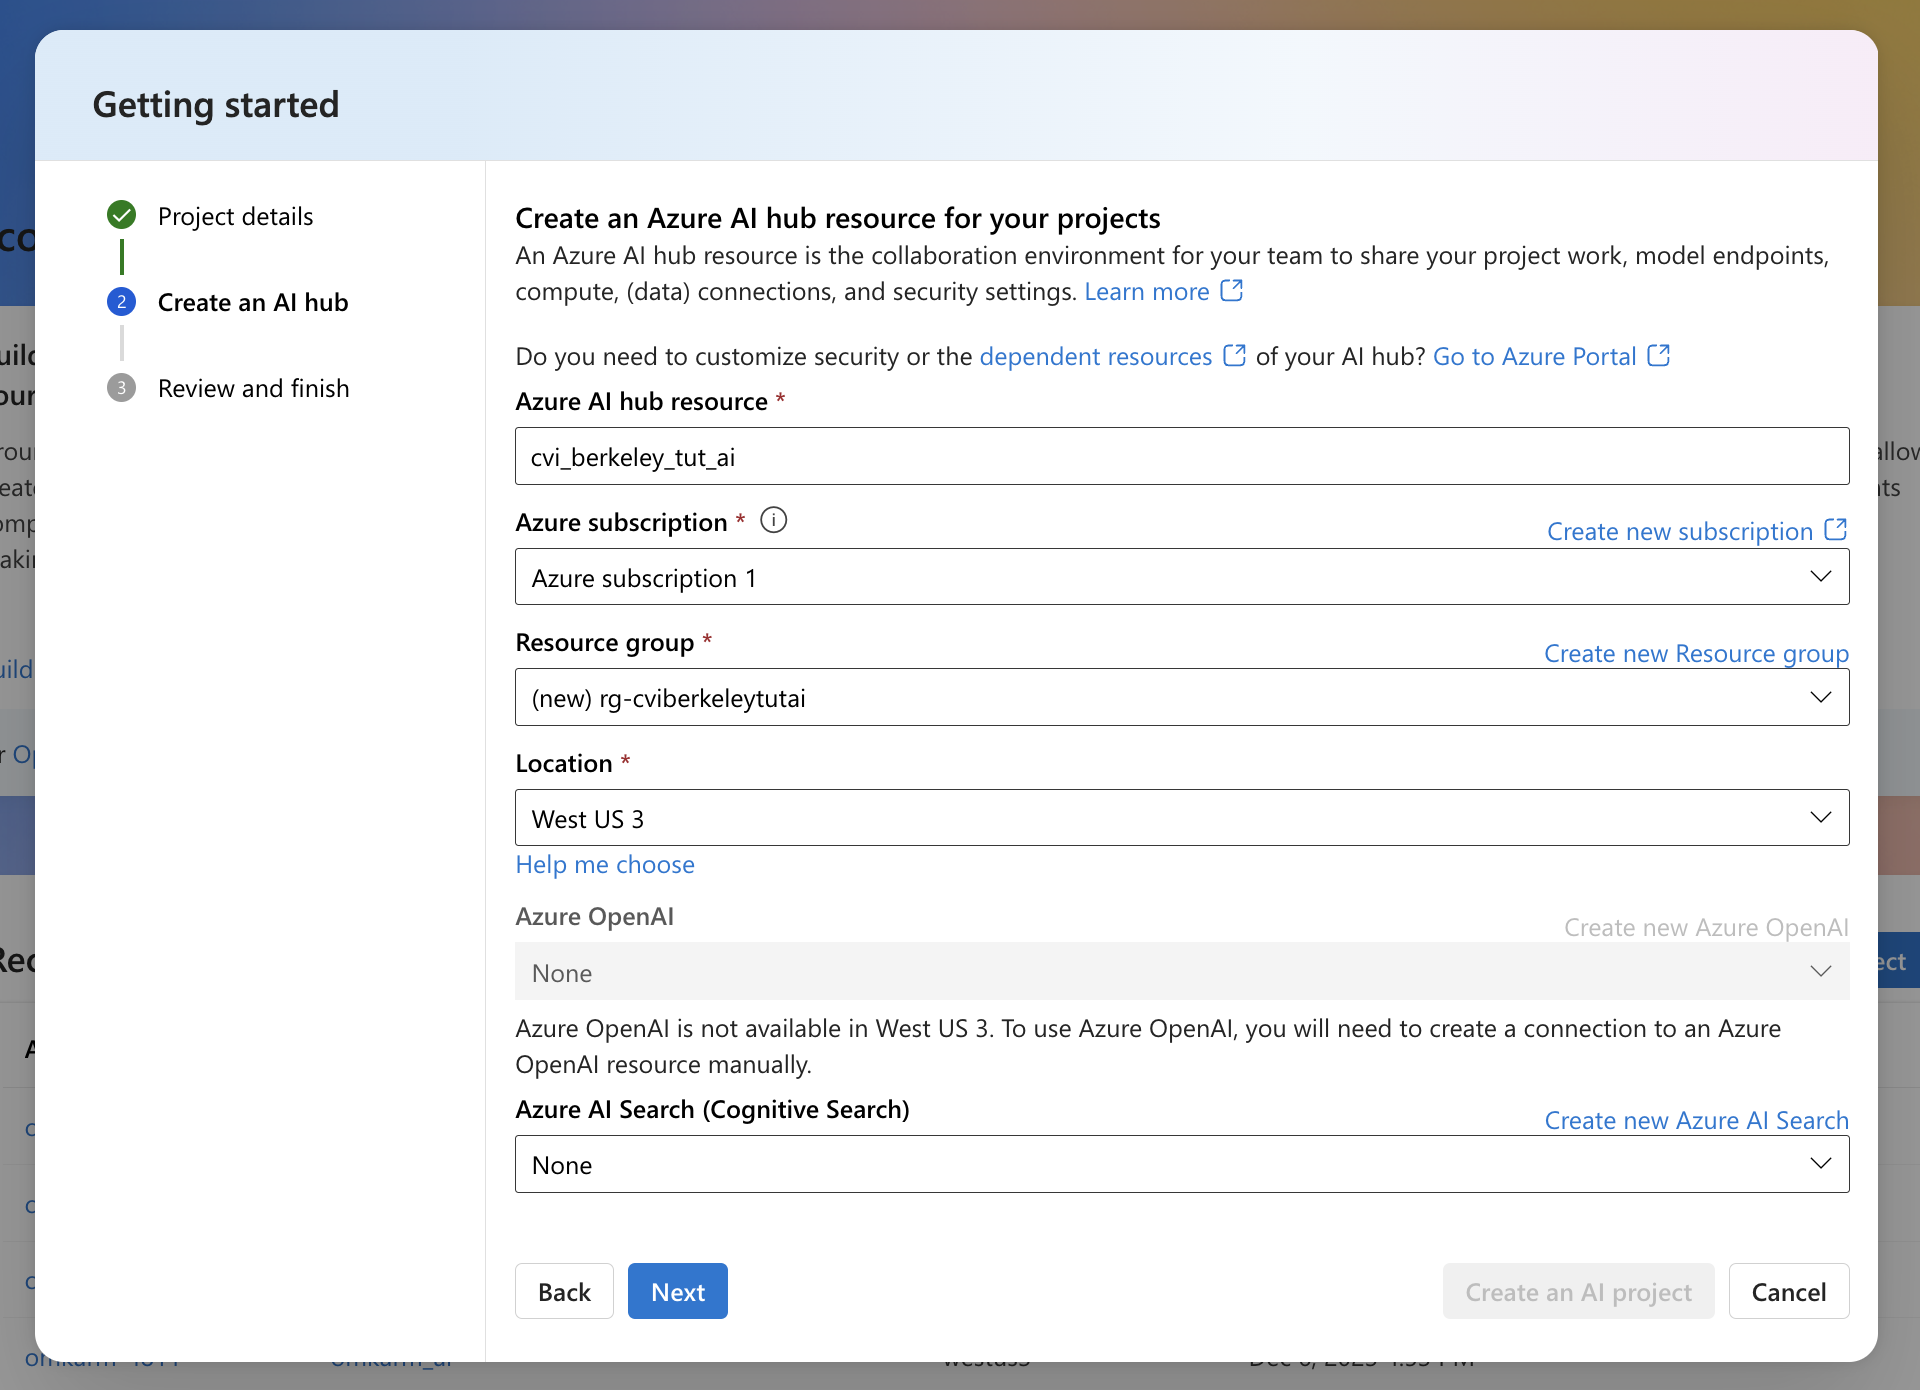 Getting started
Project details
2 Create an AI hub
3 Review and finish
Create an Azure AI hub resource for your projects
An Azure AI hub resource is the collaboration environment for your team to share your project work, model endpoints,
compute, (data) connections, and security settings. Learn more
Do you need to customize security or the dependent resources of your AI hub? Go to Azure Portal
Azure AI hub resource *
cvi_berkeley_tut_ai
Azure subscription *
Create new subscription
Azure subscription 1
Resource group *
Create new Resource group
(new) rg-cviberkeleytutai
Location *
West US 3
Help me choose
Azure OpenAI
Create new Azure OpenAI
None
Azure OpenAI is not available in West US 3. To use Azure OpenAI, you will need to create a connection to an Azure
OpenAI resource manually.
Azure AI Search (Cognitive Search)
Create new Azure AI Search
None
Back
Next
Create an AI project
Cancel